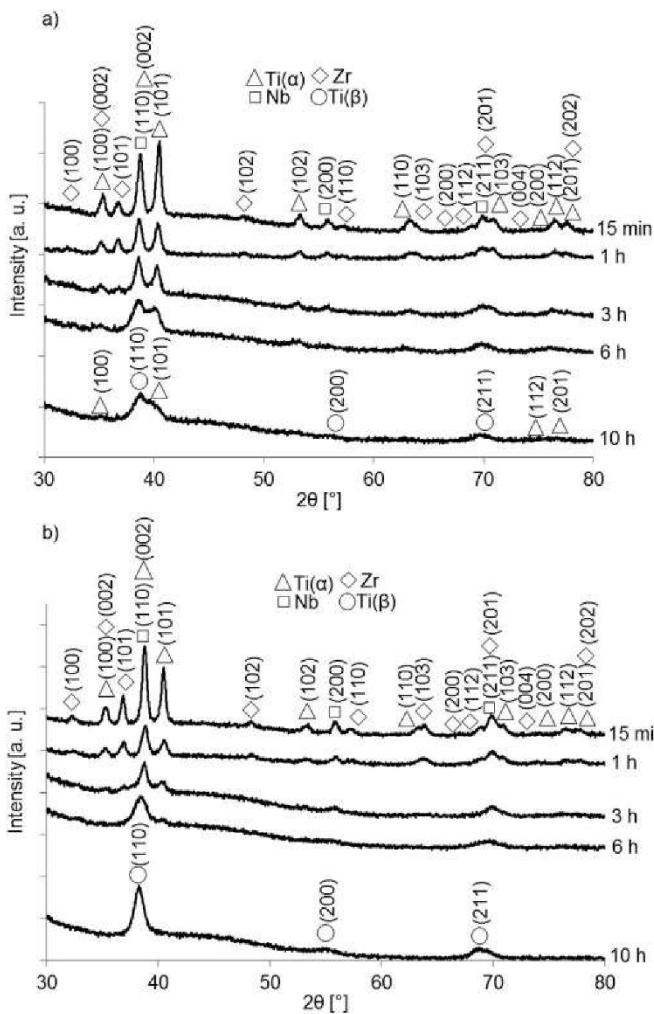 a)
(002)
(002)
(110)
(101)
△Ti(α) ◇ Zr
□ Nb ○Ti(β)
(201)
(202)
(100)
(100)
(101)
(102)
(102)
(200)
(110)
(110)
(103)
(200)
(112)
(211)
(103)
(004)
(200)
(112)
(201)
15 min
1 h
3 h
6 h
(100)
(110)
(101)
(200)
(211)
(112)
(201)
10 h
Intensity [a. u.]
30 40 50 60 70 80
2θ [°]
b)
(002)
(002)
(110)
(101)
△Ti(α) ◇ Zr
□ Nb ○Ti(β)
(201)
(202)
(100)
(100)
(101)
(102)
(102)
(200)
(110)
(110)
(103)
(200)
(112)
(211)
(103)
(004)
(200)
(112)
(201)
15 mi
1 h
3 h
6 h
(110)
(200)
(211)
10 h
Intensity [a. u.]
30 40 50 60 70 80
2θ [°]